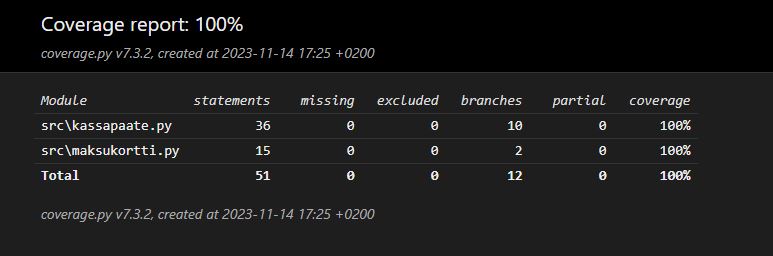 Coverage report: 100%
coverage.py v7.3.2, created at 2023-11-14 17:25 +0200
Module statements missing excluded branches partial coverage
src\kassapaate.py 36 0 0 10 0 100%
src\maksukortti.py 15 0 0 2 0 100%
Total 51 0 0 12 0 100%
coverage.py v7.3.2, created at 2023-11-14 17:25 +0200